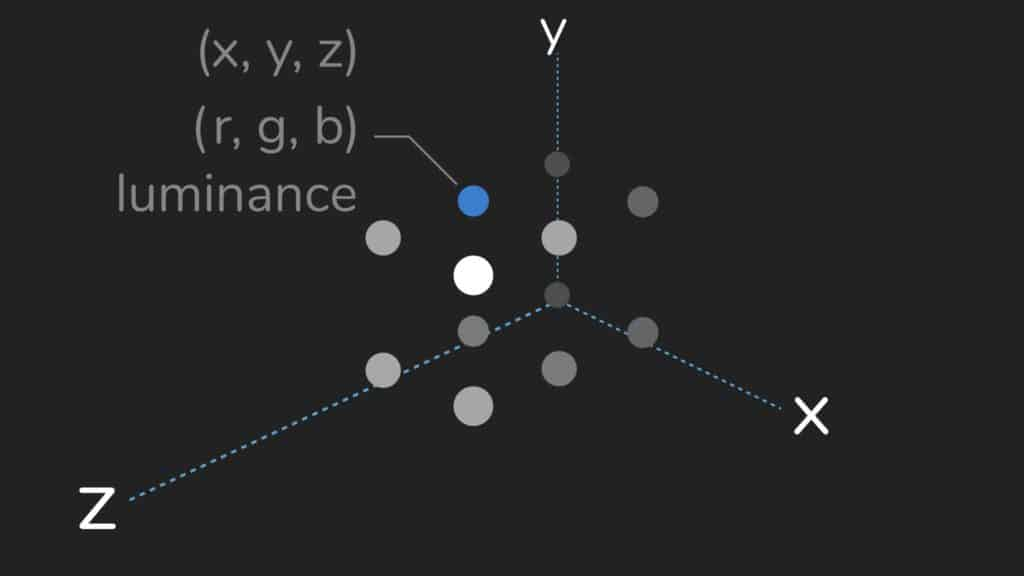 (x, y, z)
(r, g, b)
luminance
y
x
z